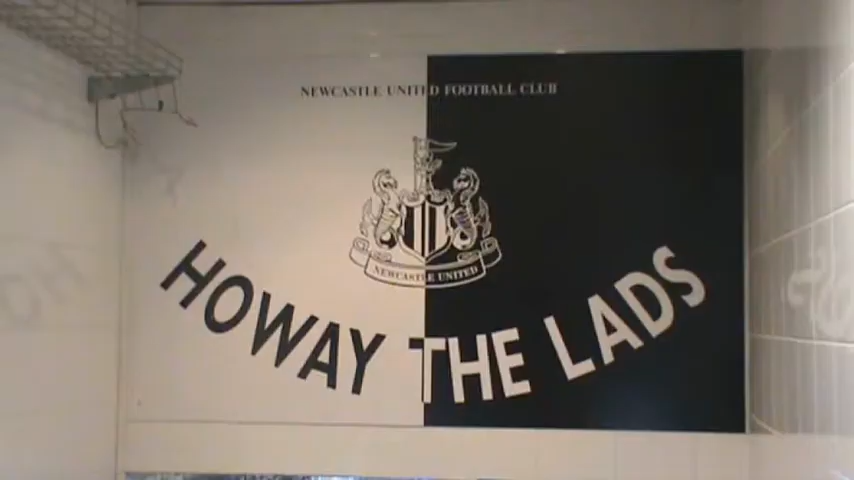 NEWCASTLE UNITED FOOTBALL CLUB
NEWCASTLE UNITED
HOWAY THE LADS